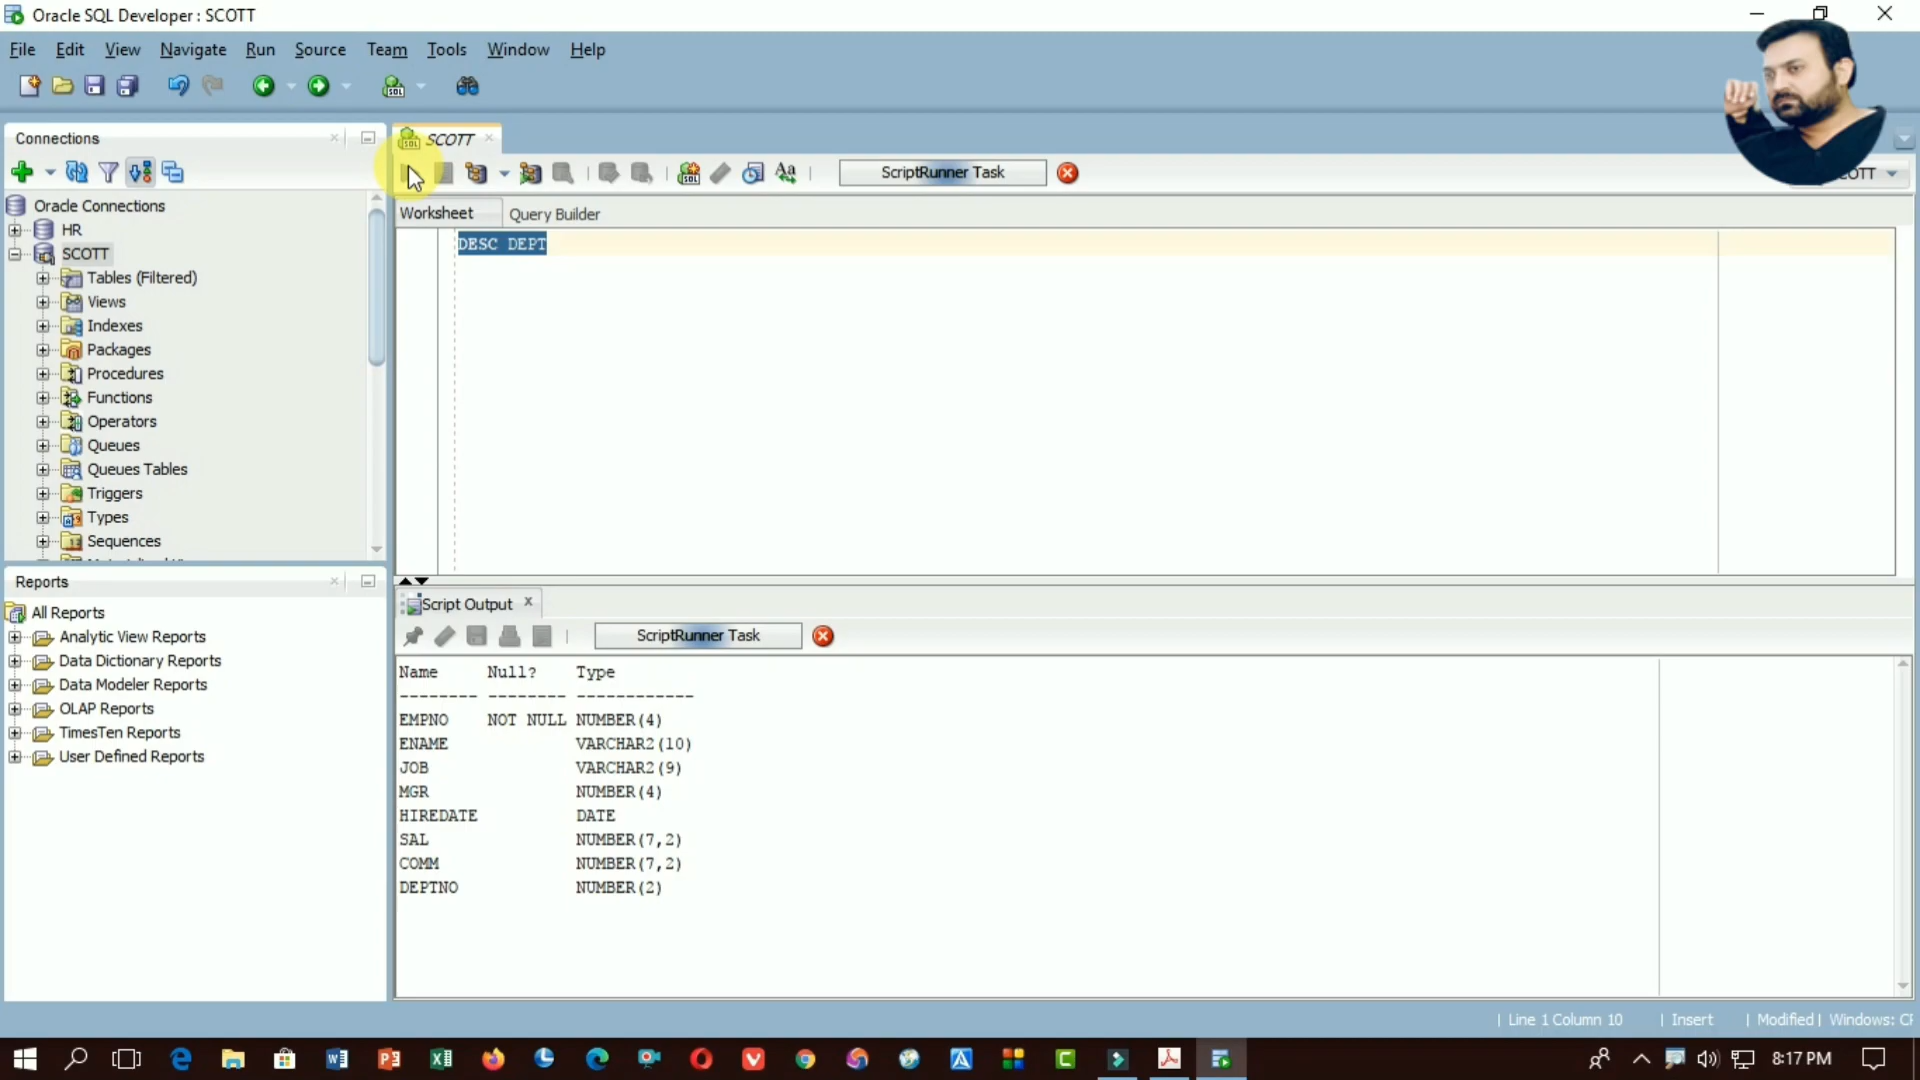 Oracle SQL Developer : SCOTT
File Edit View Navigate Run Source Team Tools Window Help
Connections
SCOTT
ScriptRunner Task
Worksheet
Query Builder
Oracle Connections
HR
SCOTT
Tables (Filtered)
Views
Indexes
Packages
Procedures
Functions
Operators
Queues
Queues Tables
Triggers
Types
Sequences
DESC DEPT
Reports
All Reports
Analytic View Reports
Data Dictionary Reports
Data Modeler Reports
OLAP Reports
TimesTen Reports
User Defined Reports
Script Output
ScriptRunner Task
Name Null? Type
-------- -------- ------------
EMPNO NOT NULL NUMBER(4)
ENAME VARCHAR2(10)
JOB VARCHAR2(9)
MGR NUMBER(4)
HIREDATE DATE
SAL NUMBER(7,2)
COMM NUMBER(7,2)
DEPTNO NUMBER(2)
| Line 1 Column 10 | Insert | Modified | Windows:
8:17 PM